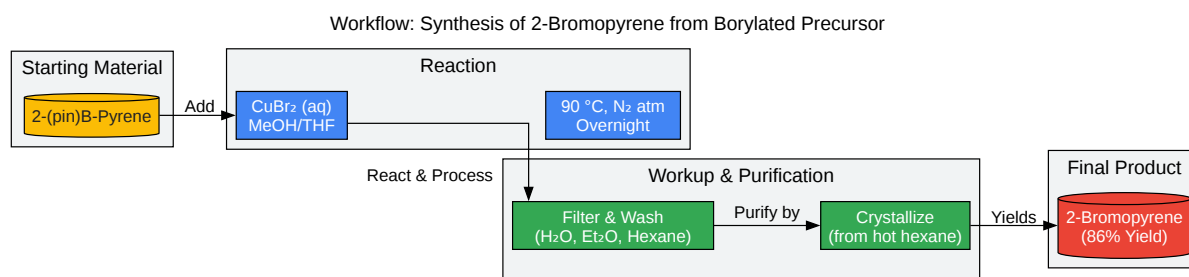 Workflow: Synthesis of 2-Bromopyrene from Borylated Precursor
Starting Material
2-(pin)B-Pyrene
Add
Reaction
CuBr₂ (aq)
MeOH/THF
90 °C, N₂ atm
Overnight
React & Process
Workup & Purification
Filter & Wash
(H₂O, Et₂O, Hexane)
Purify by
Crystallize
(from hot hexane)
Yields
Final Product
2-Bromopyrene
(86% Yield)